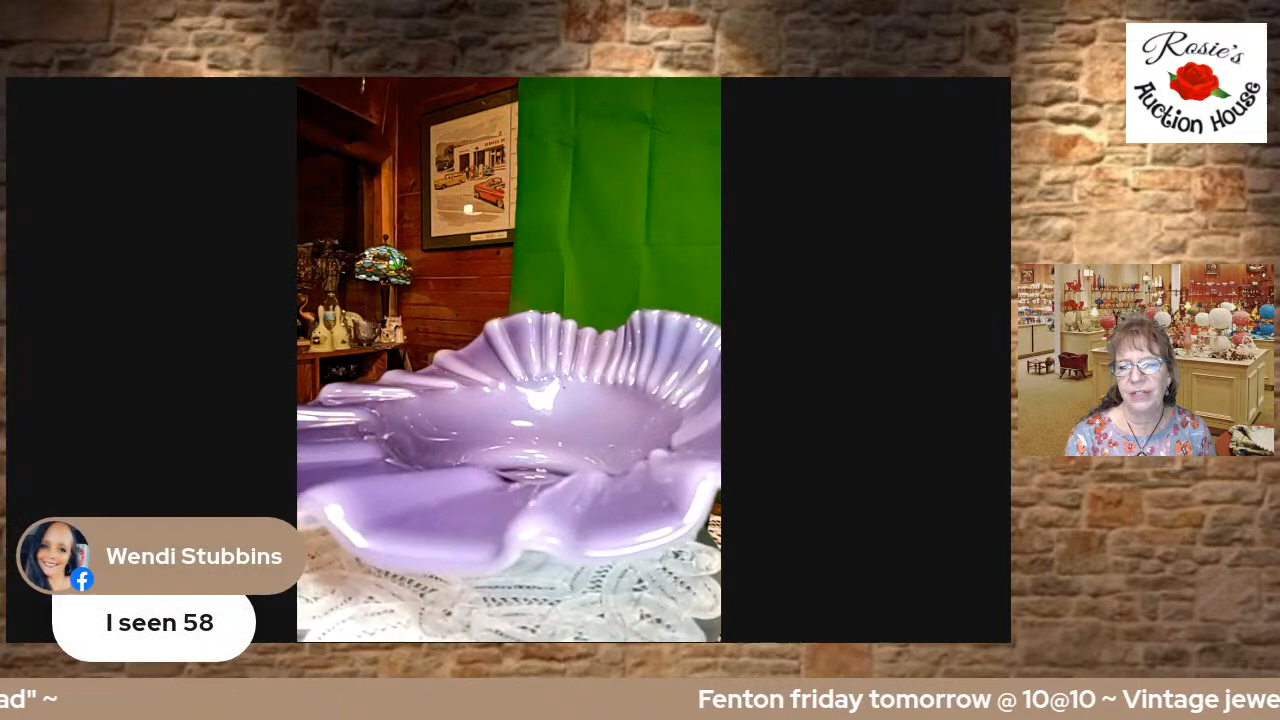 Rosie's
Auction House
Wendi Stubbins
I seen 58
ad" ~
Fenton friday tomorrow @ 10@10 ~ Vintage jewe